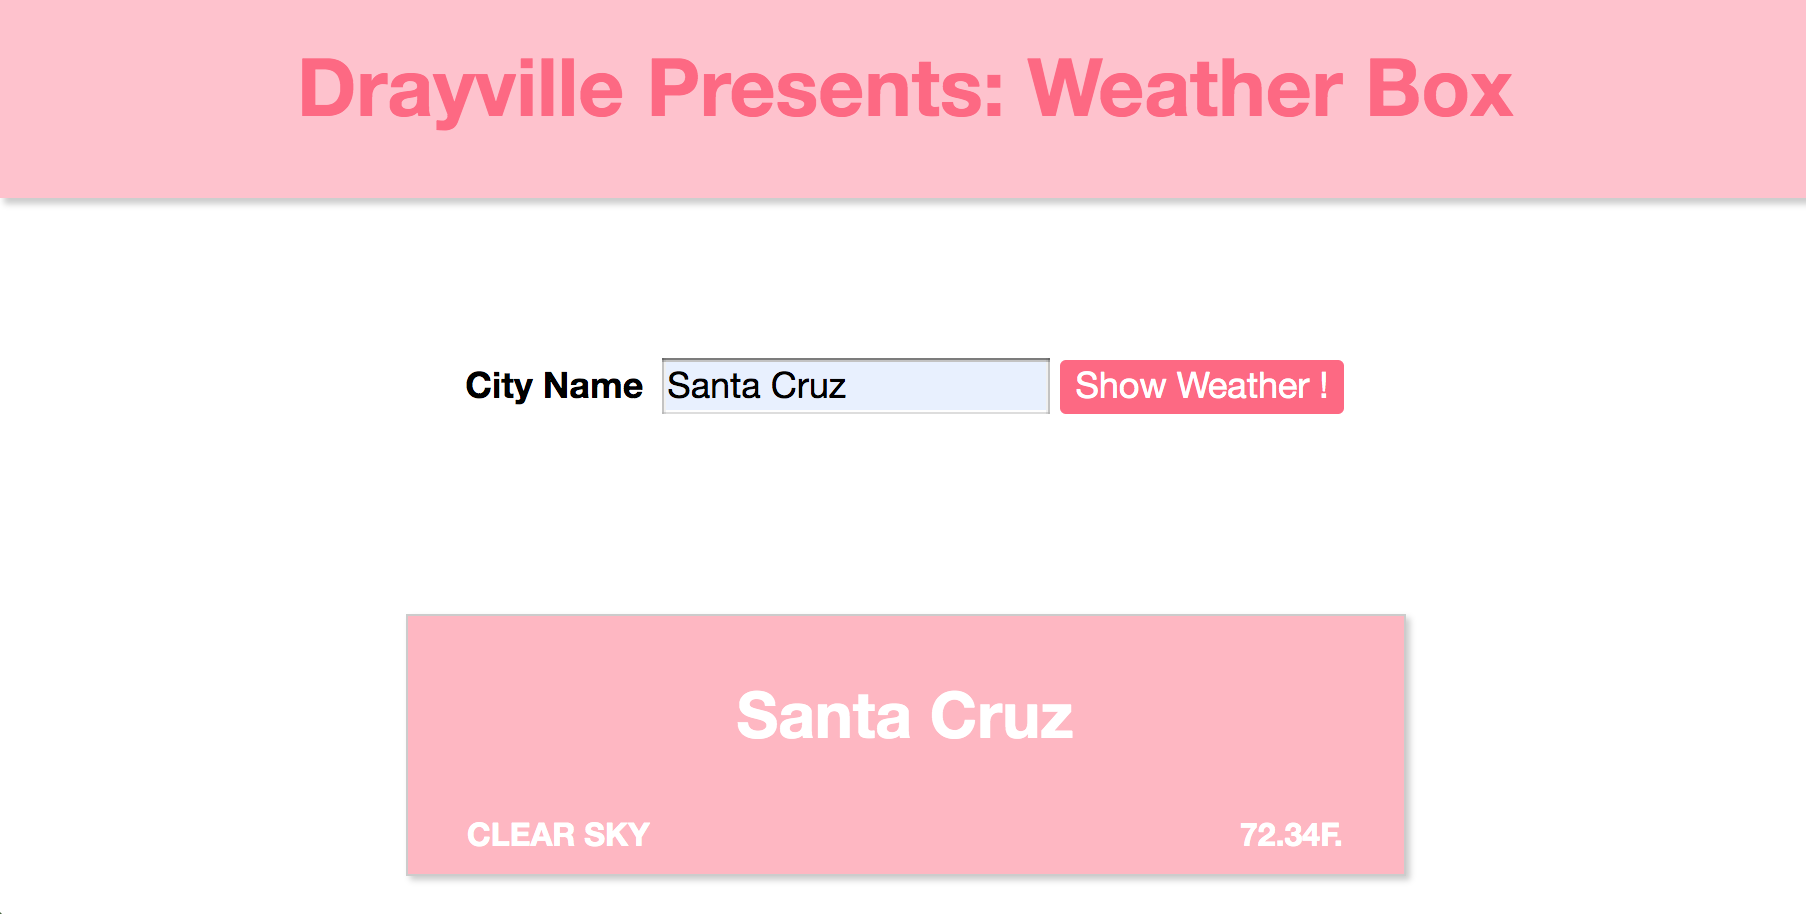 Drayville Presents: Weather Box
City Name Santa Cruz Show Weather !
Santa Cruz
CLEAR SKY 72.34F.